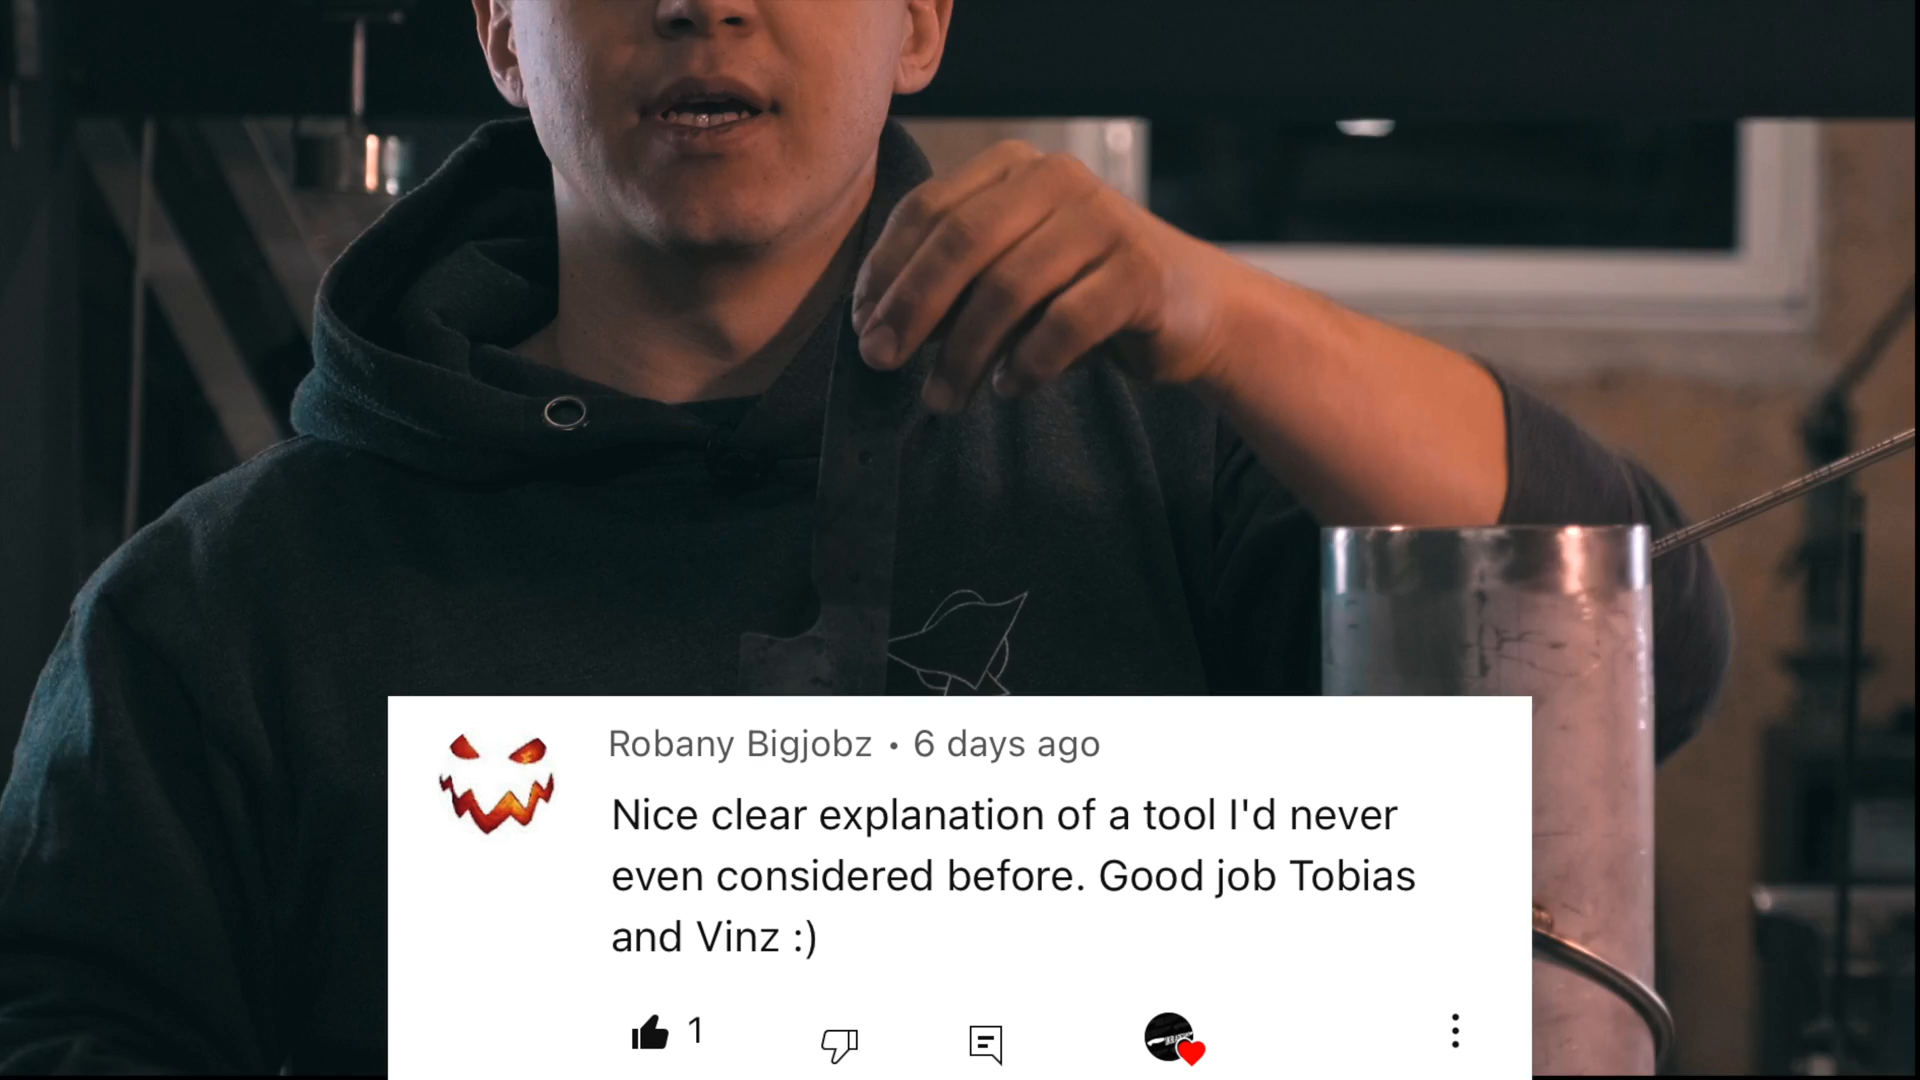 Robany Bigjobz • 6 days ago
Nice clear explanation of a tool I'd never
even considered before. Good job Tobias
and Vinz :)
1